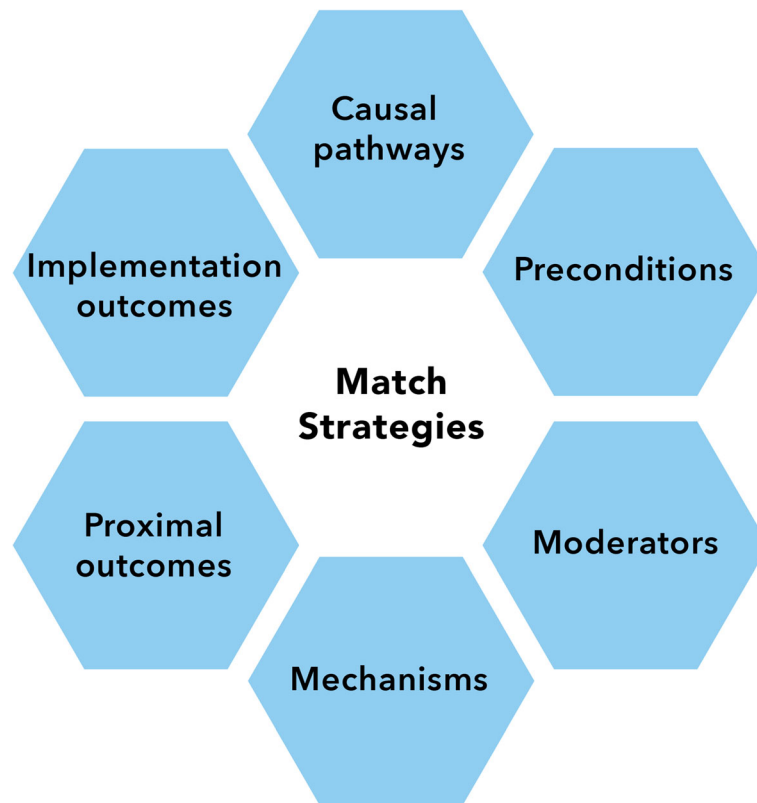 Causal
pathways
Implementation
outcomes
Preconditions
Match
Strategies
Proximal
outcomes
Moderators
Mechanisms